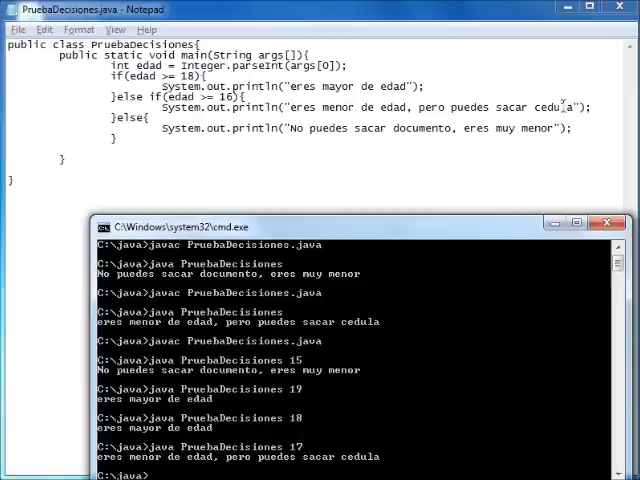 PruebaDecisiones.java - Notepad
File Edit Format View Help
public class PruebaDecisiones{
public static void main(String args[]){
int edad = Integer.parseInt(args[0]);
if(edad >= 18){
System.out.println("eres mayor de edad");
}else if(edad >= 16){
System.out.println("eres menor de edad, pero puedes sacar cedula");
}else{
System.out.println("No puedes sacar documento, eres muy menor");
}
}
}
C:\Windows\system32\cmd.exe
C:\java>javac PruebaDecisiones.java
C:\java>java PruebaDecisiones
No puedes sacar documento, eres muy menor
C:\java>javac PruebaDecisiones.java
C:\java>java PruebaDecisiones
eres menor de edad, pero puedes sacar cedula
C:\java>javac PruebaDecisiones.java
C:\java>java PruebaDecisiones 15
No puedes sacar documento, eres muy menor
C:\java>java PruebaDecisiones 19
eres mayor de edad
C:\java>java PruebaDecisiones 18
eres mayor de edad
C:\java>java PruebaDecisiones 17
eres menor de edad, pero puedes sacar cedula
C:\java>